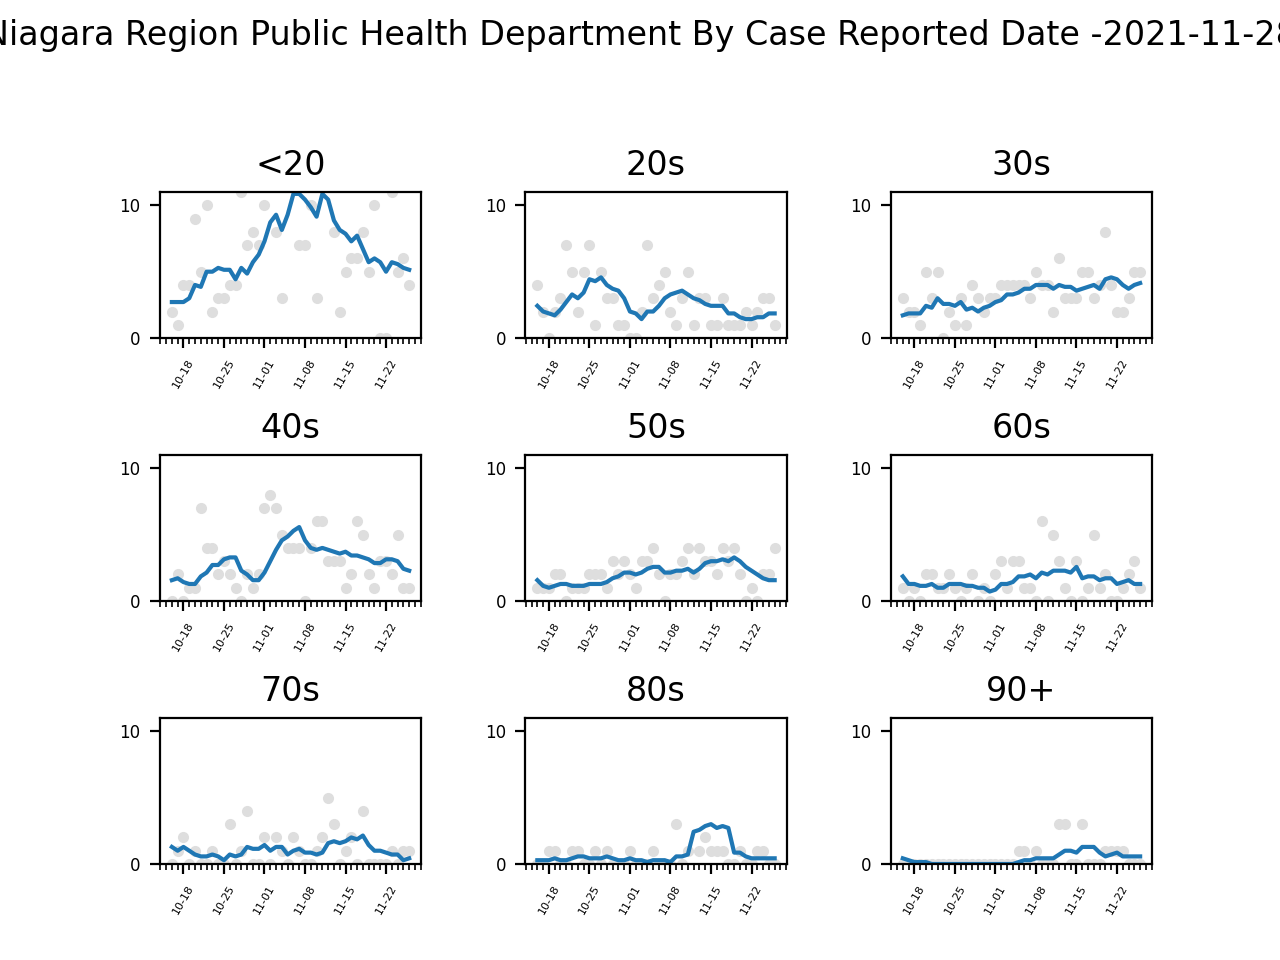 Niagara Region Public Health Department By Case Reported Date -2021-11-28
<20 20s 30s
10 10 10
0 0 0
10-18 10-25 11-01 11-08 11-15 11-22 10-18 10-25 11-01 11-08 11-15 11-22 10-18 10-25 11-01 11-08 11-15 11-22
40s 50s 60s
10 10 10
0 0 0
10-18 10-25 11-01 11-08 11-15 11-22 10-18 10-25 11-01 11-08 11-15 11-22 10-18 10-25 11-01 11-08 11-15 11-22
70s 80s 90+
10 10 10
0 0 0
10-18 10-25 11-01 11-08 11-15 11-22 10-18 10-25 11-01 11-08 11-15 11-22 10-18 10-25 11-01 11-08 11-15 11-22